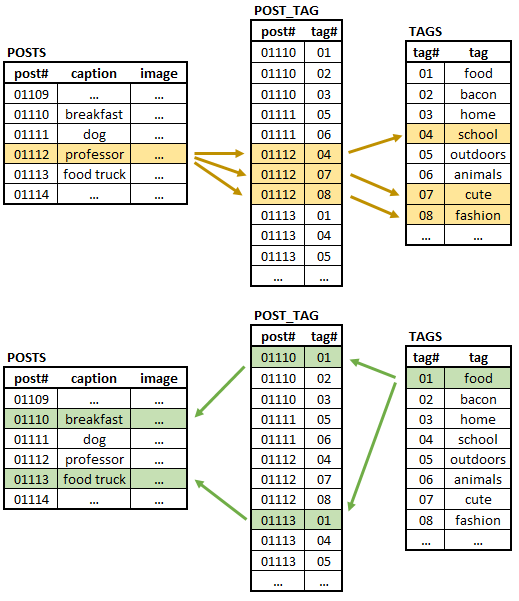 POST_TAG
post# tag#
01110 01
01110 02
01110 03
01111 05
01111 06
01112 04
01112 07
01112 08
01113 01
01113 04
01113 05
... ...
POSTS
post# caption image
01109 ... ...
01110 breakfast ...
01111 dog ...
01112 professor ...
01113 food truck ...
01114 ... ...
TAGS
tag# tag
01 food
02 bacon
03 home
04 school
05 outdoors
06 animals
07 cute
08 fashion
... ...
POST_TAG
post# tag#
01110 01
01110 02
01110 03
01111 05
01111 06
01112 04
01112 07
01112 08
01113 01
01113 04
01113 05
... ...
POSTS
post# caption image
01109 ... ...
01110 breakfast ...
01111 dog ...
01112 professor ...
01113 food truck ...
01114 ... ...
TAGS
tag# tag
01 food
02 bacon
03 home
04 school
05 outdoors
06 animals
07 cute
08 fashion
... ...